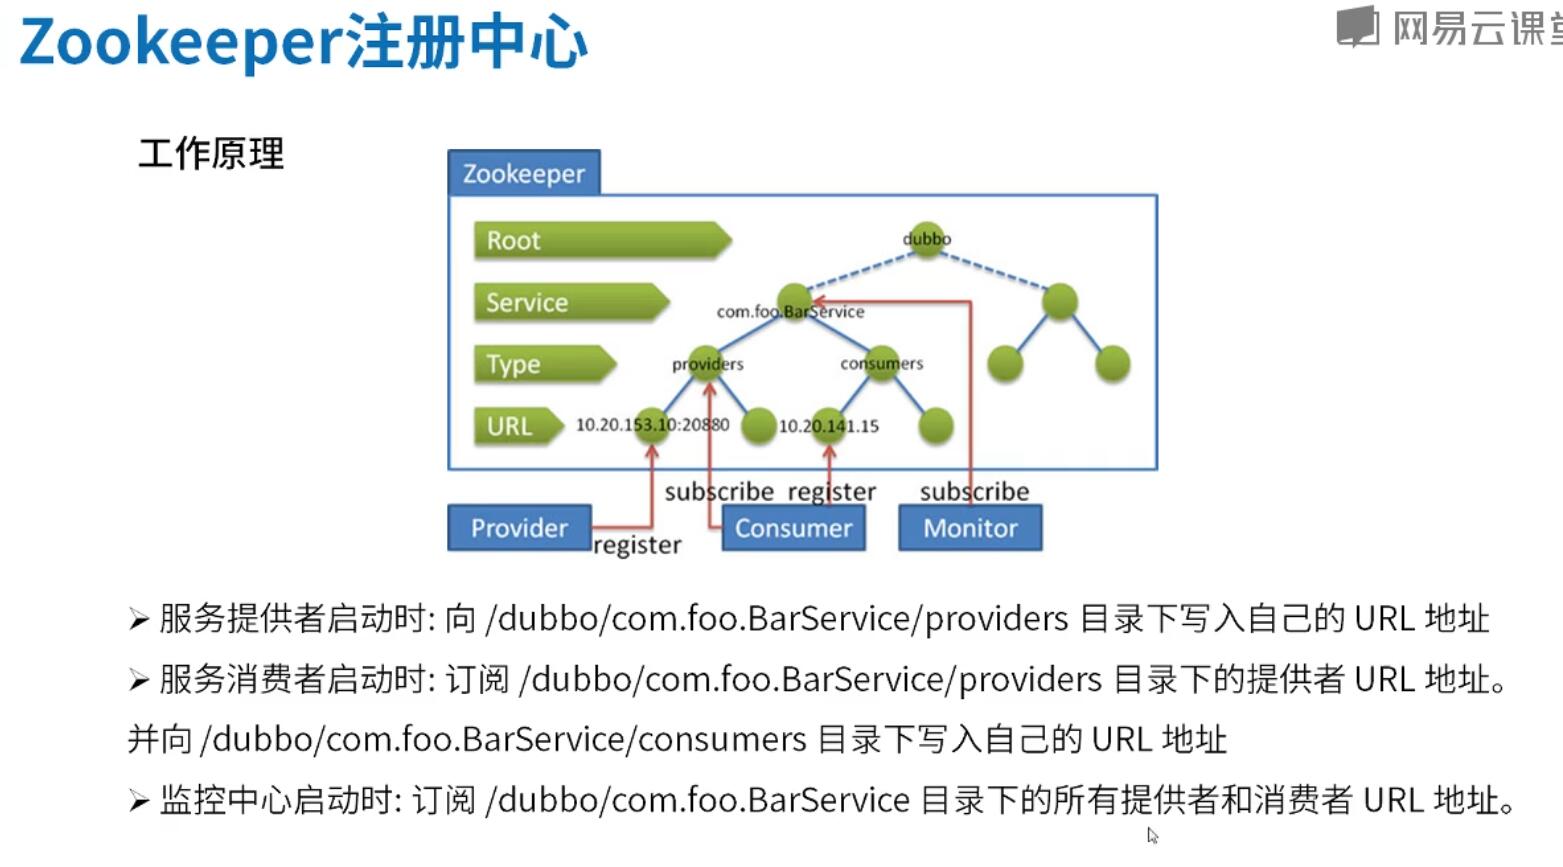 Zookeeper注册中心
网易云课堂
工作原理
Zookeeper
Root
dubbo
Service
com.foo.BarService
Type
providers
consumers
URL
10.20.153.10:20880
10.20.141.15
subscribe
register
subscribe
Provider
Consumer
Monitor
register
➢ 服务提供者启动时: 向 /dubbo/com.foo.BarService/providers 目录下写入自己的 URL 地址
➢ 服务消费者启动时: 订阅 /dubbo/com.foo.BarService/providers 目录下的提供者 URL 地址。
并向 /dubbo/com.foo.BarService/consumers 目录下写入自己的 URL 地址
➢ 监控中心启动时: 订阅 /dubbo/com.foo.BarService 目录下的所有提供者和消费者 URL 地址。